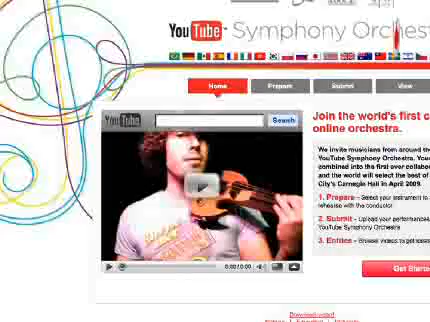 YouTube Symphony Orchest
Home Prepare Submit View
YouTube Search
Join the world's first c
online orchestra.
We invite musicians from around the
YouTube Symphony Orchestra. Your
combined into the first ever collabora
and the world will select the best of
City's Carnegie Hall in April 2009.
1. Prepare – Select your instrument to
rehearse with the conductor
2. Submit – Upload your performances
YouTube Symphony Orchestra
3. Entries – Browse videos to get
0:00 / 0:00
Get Starte